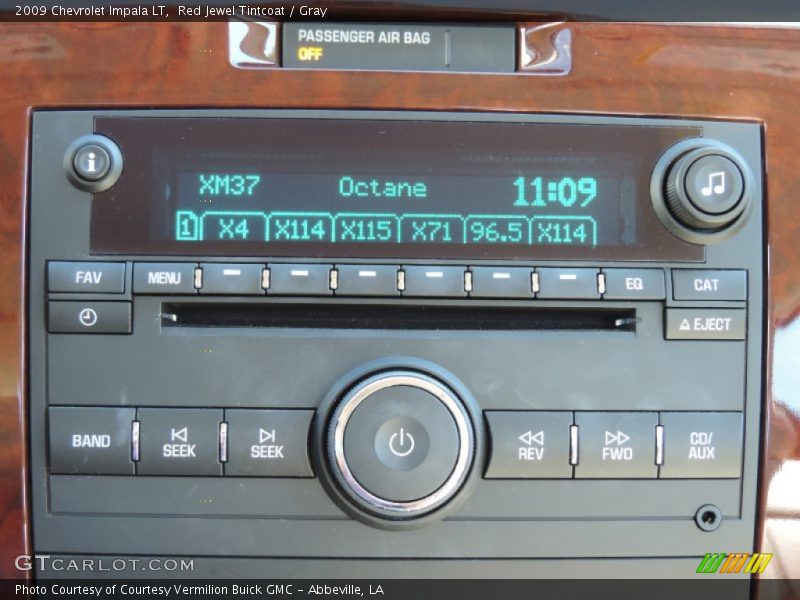 2009 Chevrolet Impala LT,  Red Jewel Tintcoat / Gray
PASSENGER AIR BAG
OFF
i
XM37 Octane 11:09
1 X4 X114 X115 X71 96.5 X114
FAV MENU EQ CAT
EJECT
BAND SEEK SEEK REV FWD CD/
AUX
GTCARLOT.COM
Photo Courtesy of Courtesy Vermilion Buick GMC - Abbeville, LA